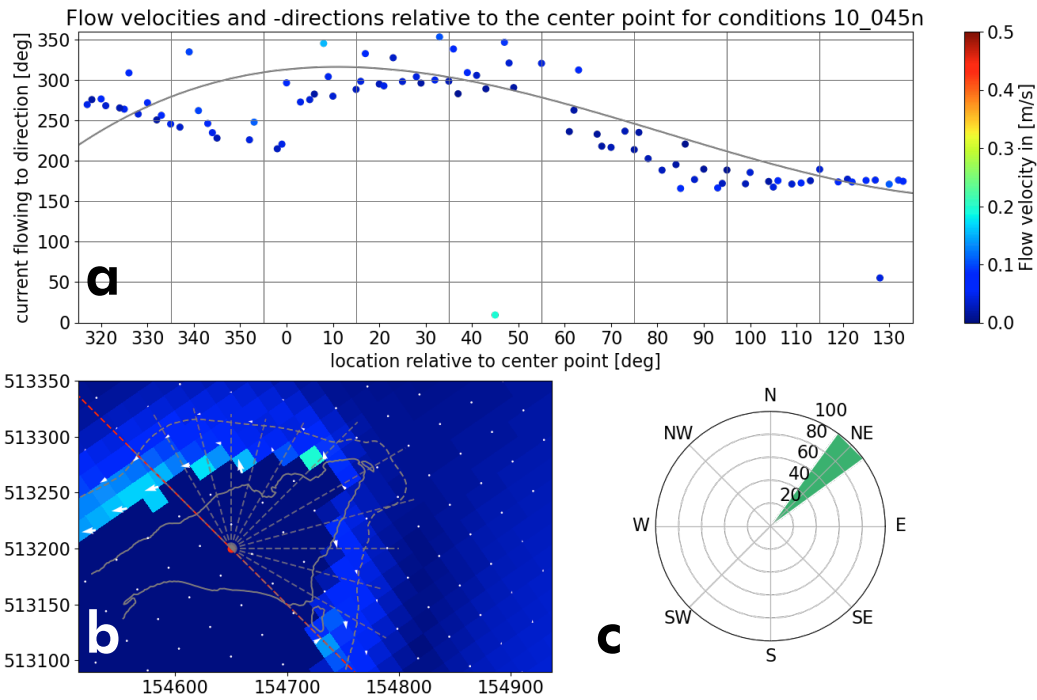 Flow velocities and -directions relative to the center point for conditions 10_045n
current flowing to direction [deg]
350
300
250
200
150
100
50
0
a
320 330 340 350 0 10 20 30 40 50 60 70 80 90 100 110 120 130
location relative to center point [deg]
0.5
0.4
0.3
0.2
0.1
0.0
Flow velocity in [m/s]
513350
513300
513250
513200
513150
513100
b
154600 154700 154800 154900
c
N
NE
E
SE
S
SW
W
NW
100
80
60
40
20